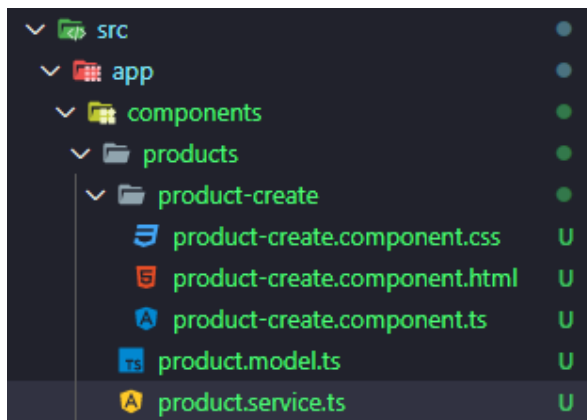 src
app
components
products
product-create
product-create.component.css U
product-create.component.html U
product-create.component.ts U
TS product.model.ts U
product.service.ts U